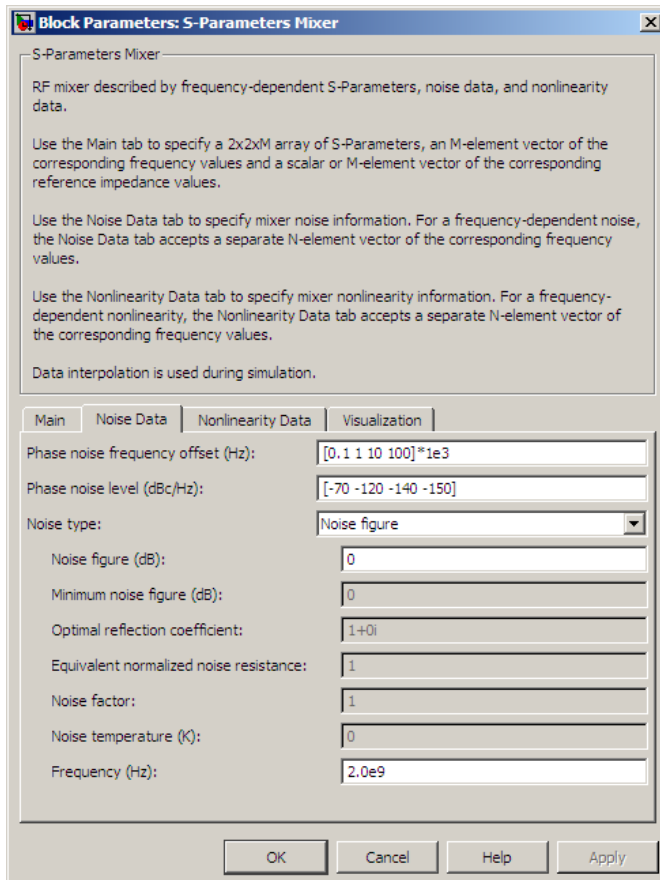 Block Parameters: S-Parameters Mixer
S-Parameters Mixer
RF mixer described by frequency-dependent S-Parameters, noise data, and nonlinearity
data.
Use the Main tab to specify a 2x2xM array of S-Parameters, an M-element vector of the
corresponding frequency values and a scalar or M-element vector of the corresponding
reference impedance values.
Use the Noise Data tab to specify mixer noise information. For a frequency-dependent noise,
the Noise Data tab accepts a separate N-element vector of the corresponding frequency
values.
Use the Nonlinearity Data tab to specify mixer nonlinearity information. For a frequency-
dependent nonlinearity, the Nonlinearity Data tab accepts a separate N-element vector of
the corresponding frequency values.
Data interpolation is used during simulation.
Main Noise Data Nonlinearity Data Visualization
Phase noise frequency offset (Hz): [0.1 1 10 100]*1e3
Phase noise level (dBc/Hz): [-70 -120 -140 -150]
Noise type: Noise figure
Noise figure (dB): 0
Minimum noise figure (dB): 0
Optimal reflection coefficient: 1+0i
Equivalent normalized noise resistance: 1
Noise factor: 1
Noise temperature (K): 0
Frequency (Hz): 2.0e9
OK Cancel Help Apply